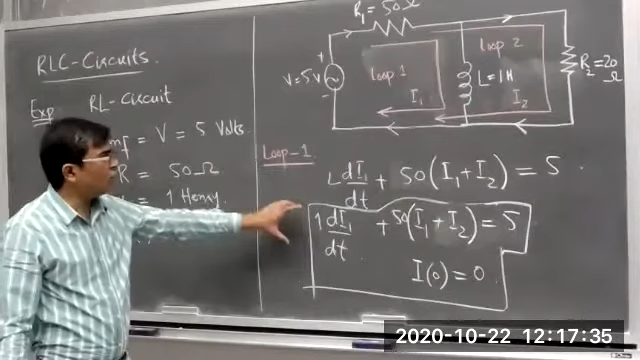 RLC-Circuits.
Exp RL-Circuit
emf = V = 5 Volts
R = 50Ω
= 1 Henry.
R₁ = 50Ω
V = 5V
+
-
Loop 1
I₁
Loop 2
L = 1H
I₂
R₂ = 20
Ω
Loop-1.
L dI₁/dt + 50(I₁ + I₂) = 5
1 dI₁/dt + 50(I₁ + I₂) = 5
I(0) = 0
2020-10-22 12:17:35